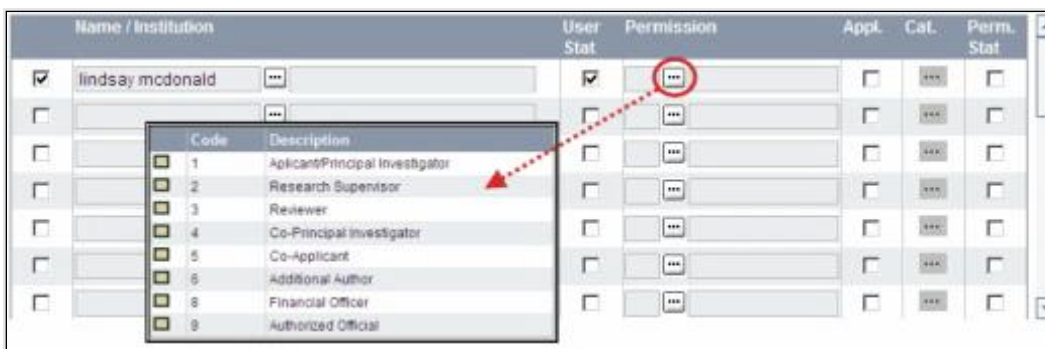 Name / Institution User Stat Permission Appl. Cat. Perm. Stat
lindsay mcdonald
Code Description
1 Aplicant/Principal Investigator
2 Research Supervisor
3 Reviewer
4 Co-Principal Investigator
5 Co-Applicant
6 Additional Author
8 Financial Officer
9 Authorized Official